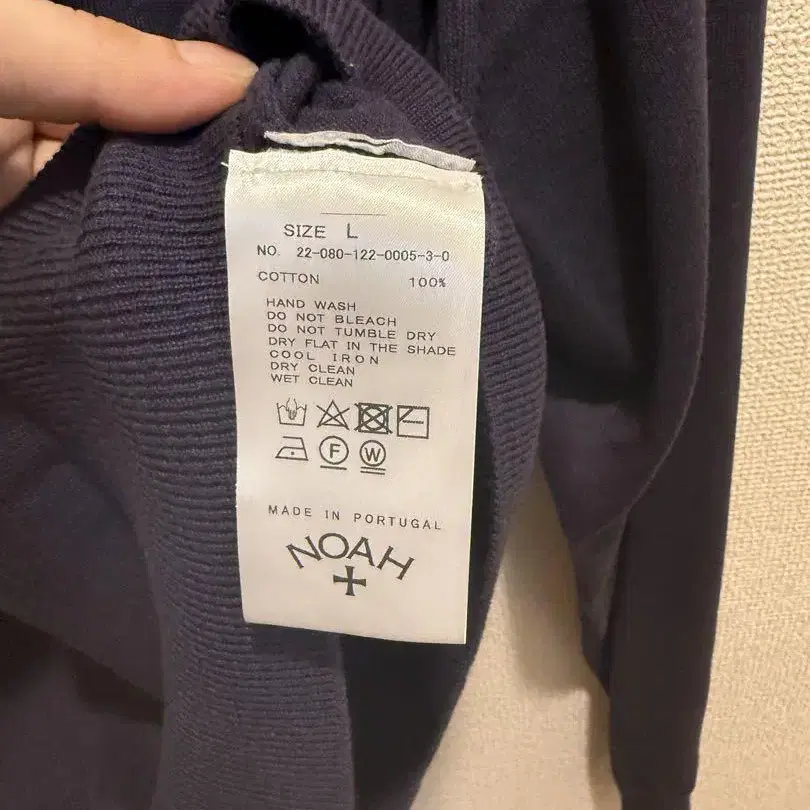 SIZE L
NO. 22-080-122-0005-3-0
COTTON 100%
HAND WASH
DO NOT BLEACH
DO NOT TUMBLE DRY
DRY FLAT IN THE SHADE
COOL IRON
DRY CLEAN
WET CLEAN
F W
MADE IN PORTUGAL
NOAH